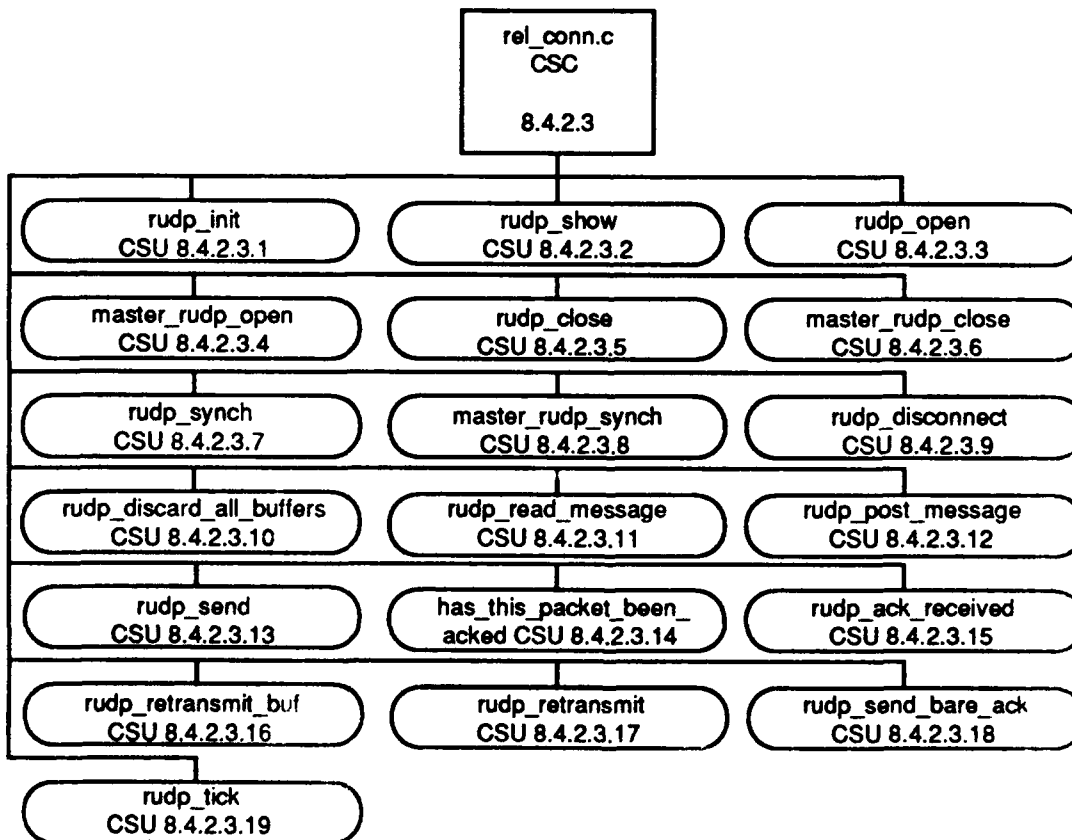 rel_conn.c
CSC
8.4.2.3
rudp_init
CSU 8.4.2.3.1
rudp_show
CSU 8.4.2.3.2
rudp_open
CSU 8.4.2.3.3
master_rudp_open
CSU 8.4.2.3.4
rudp_close
CSU 8.4.2.3.5
master_rudp_close
CSU 8.4.2.3.6
rudp_synch
CSU 8.4.2.3.7
master_rudp_synch
CSU 8.4.2.3.8
rudp_disconnect
CSU 8.4.2.3.9
rudp_discard_all_buffers
CSU 8.4.2.3.10
rudp_read_message
CSU 8.4.2.3.11
rudp_post_message
CSU 8.4.2.3.12
rudp_send
CSU 8.4.2.3.13
has_this_packet_been_
acked CSU 8.4.2.3.14
rudp_ack_received
CSU 8.4.2.3.15
rudp_retransmit_buf
CSU 8.4.2.3.16
rudp_retransmit
CSU 8.4.2.3.17
rudp_send_bare_ack
CSU 8.4.2.3.18
rudp_tick
CSU 8.4.2.3.19